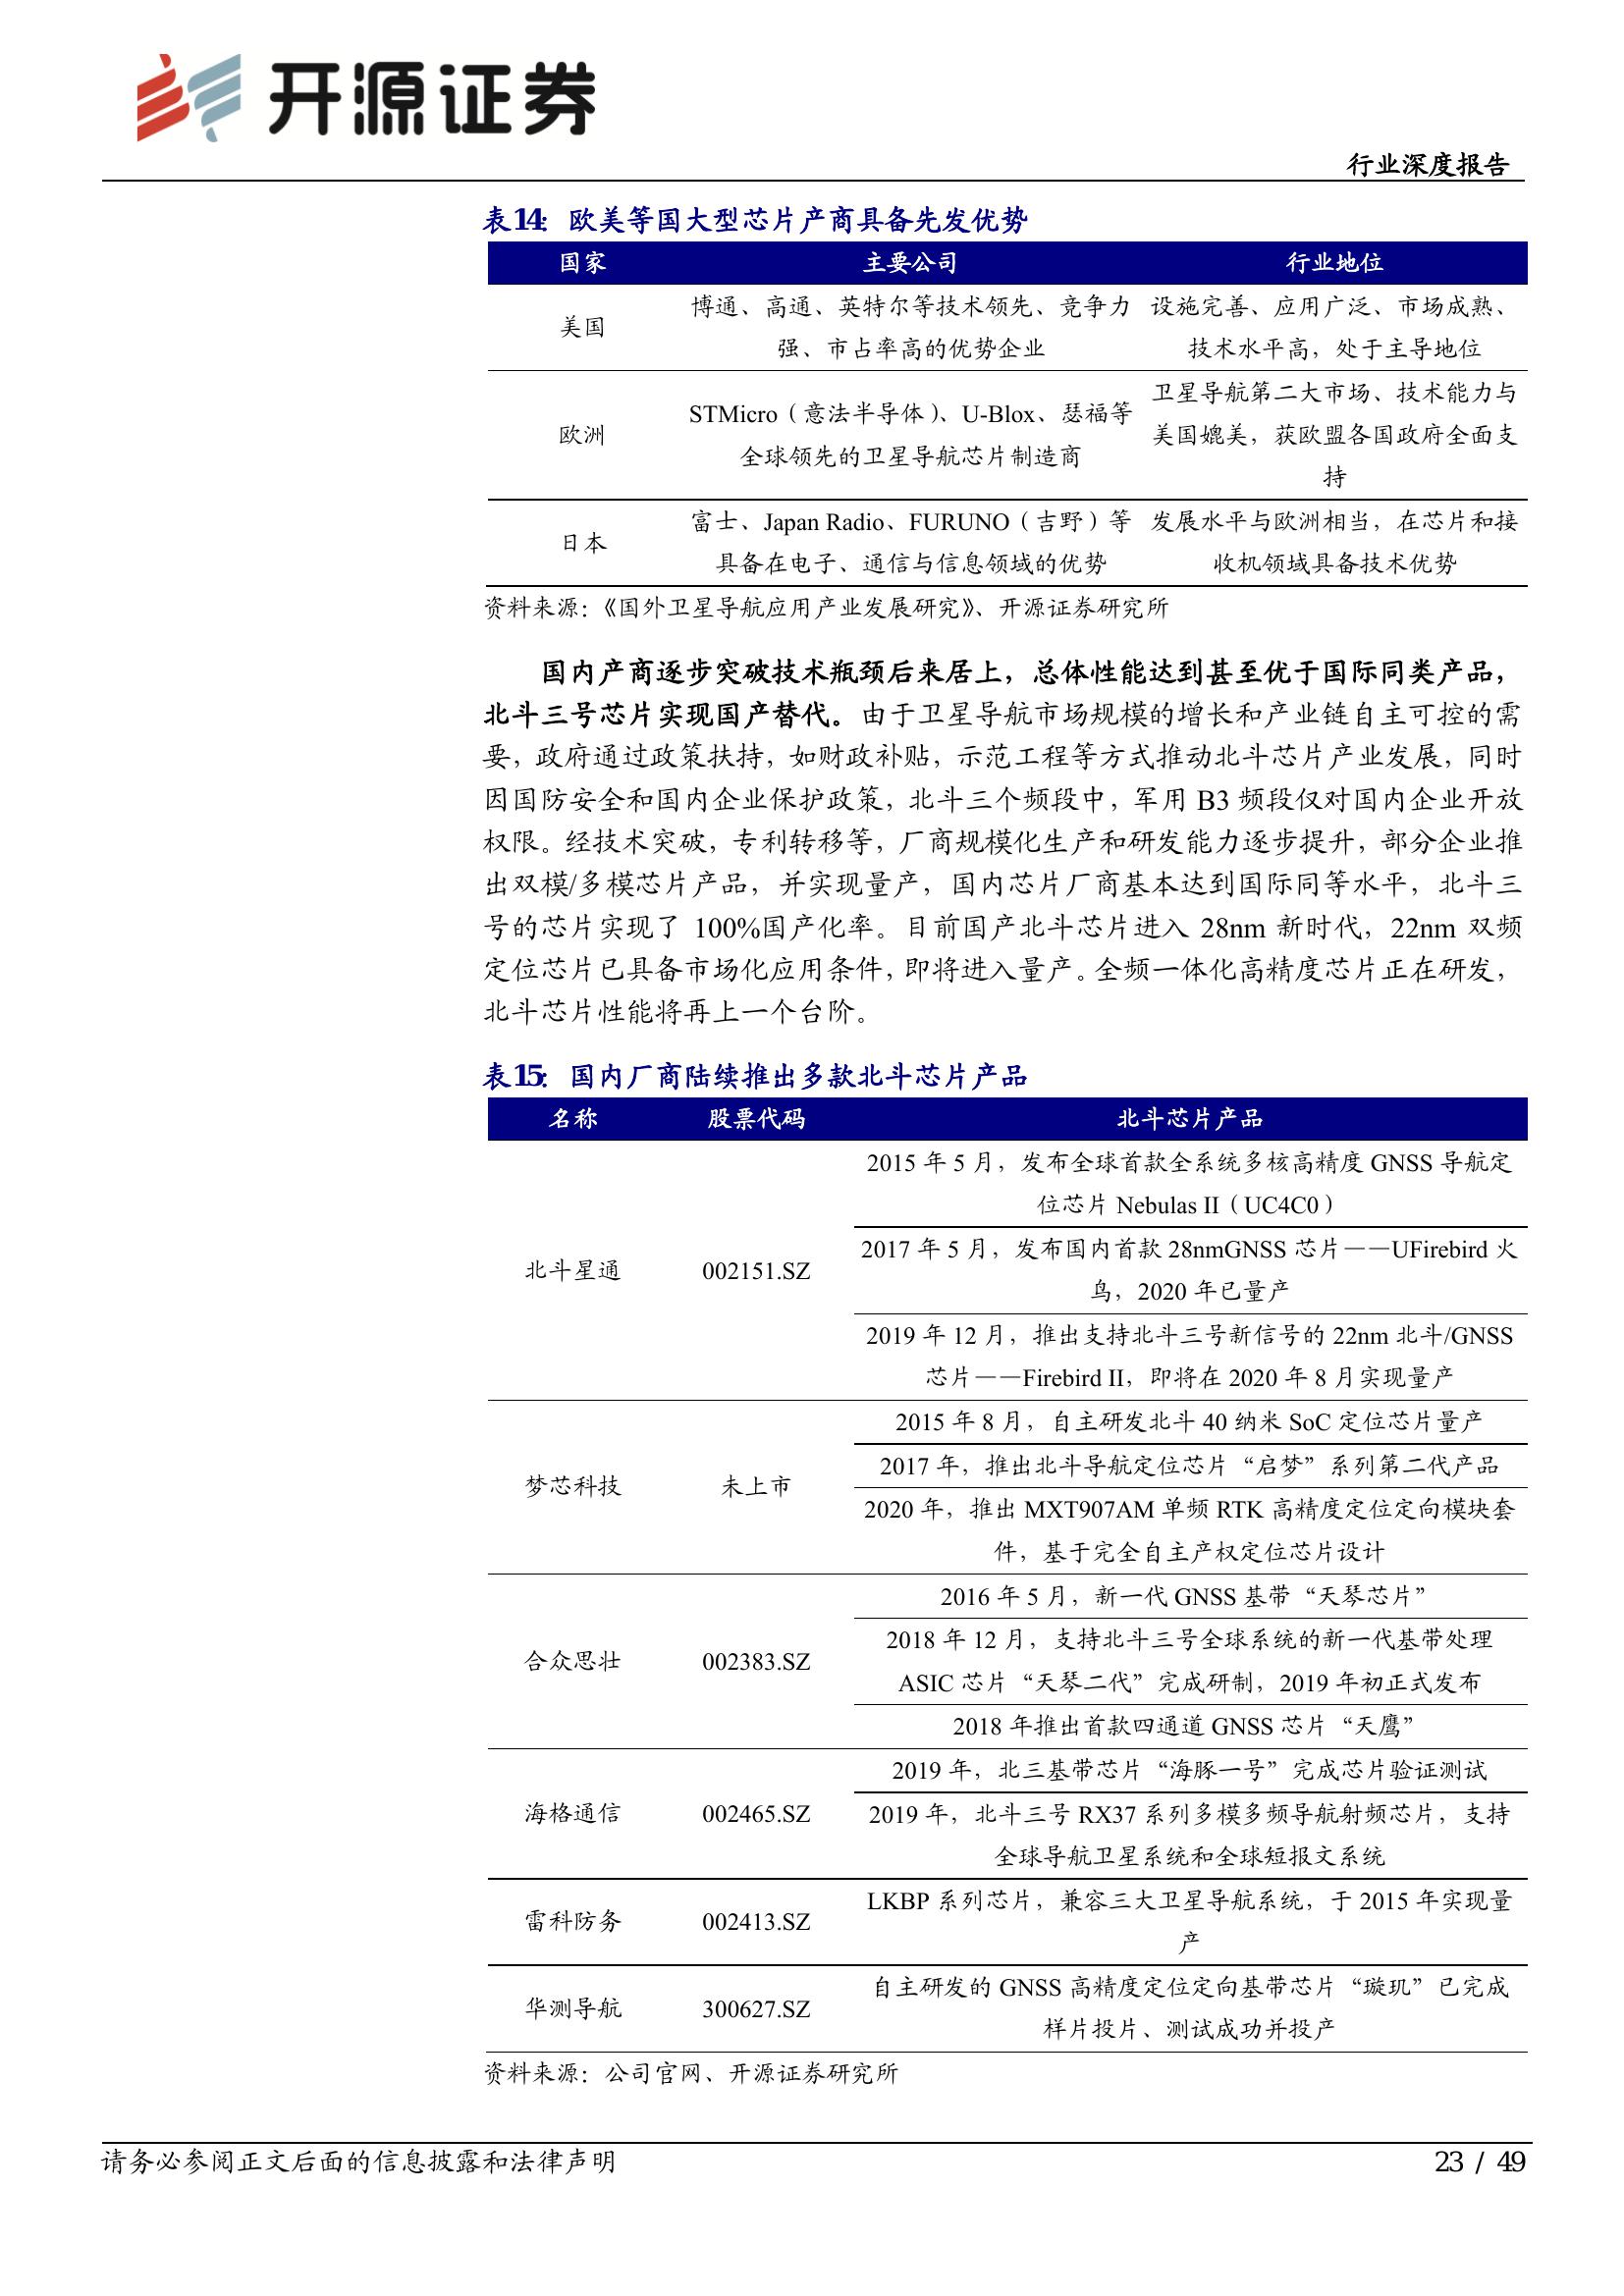 开源证券
行业深度报告
表14：欧美等国大型芯片产商具备先发优势
国家 主要公司 行业地位
美国 博通、高通、英特尔等技术领先、竞争力强、市占率高的优势企业 设施完善、应用广泛、市场成熟、技术水平高，处于主导地位
欧洲 STMicro（意法半导体）、U-Blox、瑟福等全球领先的卫星导航芯片制造商 卫星导航第二大市场、技术能力与美国媲美，获欧盟各国政府全面支持
日本 富士、Japan Radio、FURUNO（吉野）等具备在电子、通信与信息领域的优势 发展水平与欧洲相当，在芯片和接收机领域具备技术优势
资料来源：《国外卫星导航应用产业发展研究》、开源证券研究所
国内产商逐步突破技术瓶颈后来居上，总体性能达到甚至优于国际同类产品，
北斗三号芯片实现国产替代。由于卫星导航市场规模的增长和产业链自主可控的需
要，政府通过政策扶持，如财政补贴，示范工程等方式推动北斗芯片产业发展，同时
因国防安全和国内企业保护政策，北斗三个频段中，军用 B3 频段仅对国内企业开放
权限。经技术突破，专利转移等，厂商规模化生产和研发能力逐步提升，部分企业推
出双模/多模芯片产品，并实现量产，国内芯片厂商基本达到国际同等水平，北斗三
号的芯片实现了 100%国产化率。目前国产北斗芯片进入 28nm 新时代，22nm 双频
定位芯片已具备市场化应用条件，即将进入量产。全频一体化高精度芯片正在研发，
北斗芯片性能将再上一个台阶。
表15：国内厂商陆续推出多款北斗芯片产品
名称 股票代码 北斗芯片产品
2015 年 5 月，发布全球首款全系统多核高精度 GNSS 导航定
位芯片 Nebulas II（UC4C0）
北斗星通 002151.SZ
2017 年 5 月，发布国内首款 28nmGNSS 芯片——UFirebird 火
鸟，2020 年已量产
2019 年 12 月，推出支持北斗三号新信号的 22nm 北斗/GNSS
芯片——Firebird II，即将在 2020 年 8 月实现量产
2015 年 8 月，自主研发北斗 40 纳米 SoC 定位芯片量产
梦芯科技 未上市
2017 年，推出北斗导航定位芯片“启梦”系列第二代产品
2020 年，推出 MXT907AM 单频 RTK 高精度定位定向模块套
件，基于完全自主产权定位芯片设计
2016 年 5 月，新一代 GNSS 基带“天琴芯片”
合众思壮 002383.SZ
2018 年 12 月，支持北斗三号全球系统的新一代基带处理
ASIC 芯片“天琴二代”完成研制，2019 年初正式发布
2018 年推出首款四通道 GNSS 芯片“天鹰”
2019 年，北三基带芯片“海豚一号”完成芯片验证测试
海格通信 002465.SZ
2019 年，北斗三号 RX37 系列多模多频导航射频芯片，支持
全球导航卫星系统和全球短报文系统
雷科防务 002413.SZ
LKBP 系列芯片，兼容三大卫星导航系统，于 2015 年实现量
产
华测导航 300627.SZ
自主研发的 GNSS 高精度定位定向基带芯片“璇玑”已完成
样片投片、测试成功并投产
资料来源：公司官网、开源证券研究所
请务必参阅正文后面的信息披露和法律声明
23 / 49